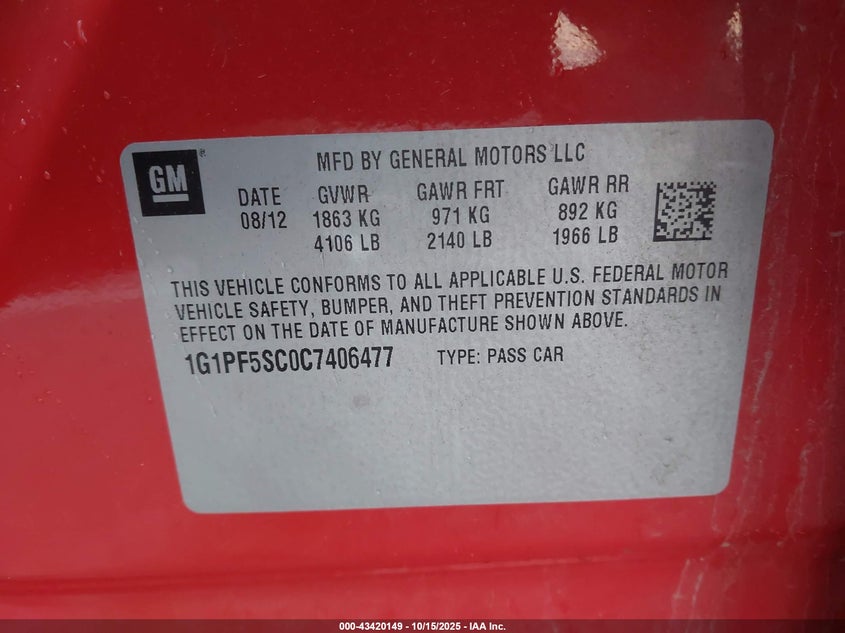 GM®
MFD BY GENERAL MOTORS LLC
DATE GVWR GAWR FRT GAWR RR
08/12 1863 KG 971 KG 892 KG
4106 LB 2140 LB 1966 LB
THIS VEHICLE CONFORMS TO ALL APPLICABLE U.S. FEDERAL MOTOR
VEHICLE SAFETY, BUMPER, AND THEFT PREVENTION STANDARDS IN
EFFECT ON THE DATE OF MANUFACTURE SHOWN ABOVE.
1G1PF5SC0C7406477 TYPE: PASS CAR
000-43420149 - 10/15/2025 - IAA Inc.